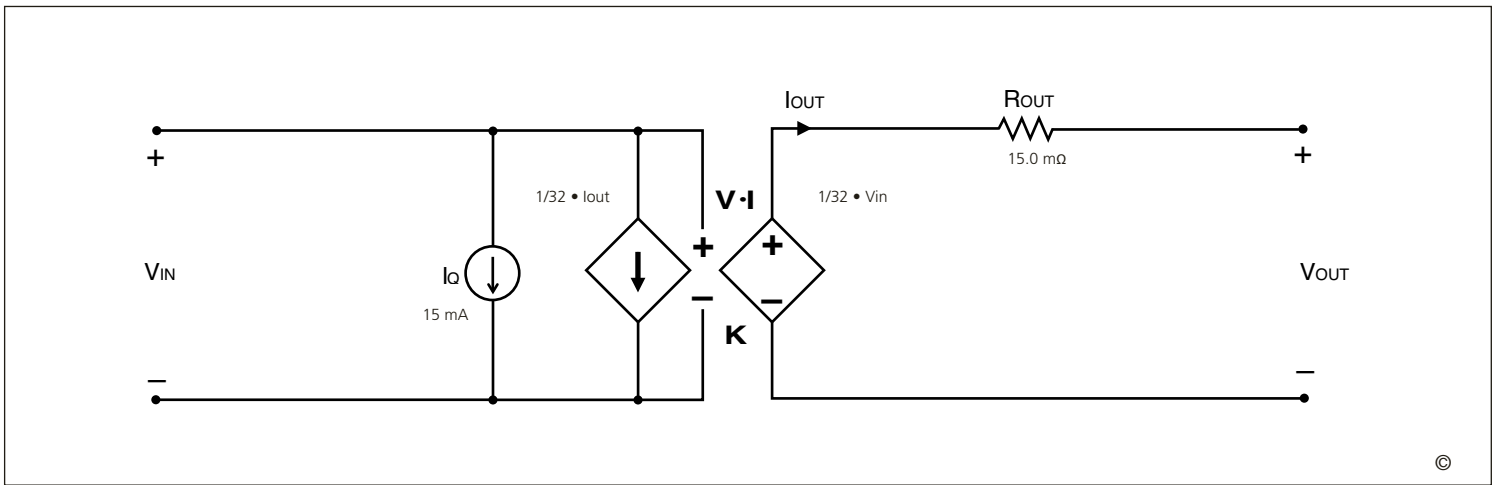 IOUT
ROUT
+
15.0 mΩ
+
1/32 • Iout
V·I
1/32 • Vin
+
+
VIN
IQ
VOUT
15 mA
−
−
K
−
−
©